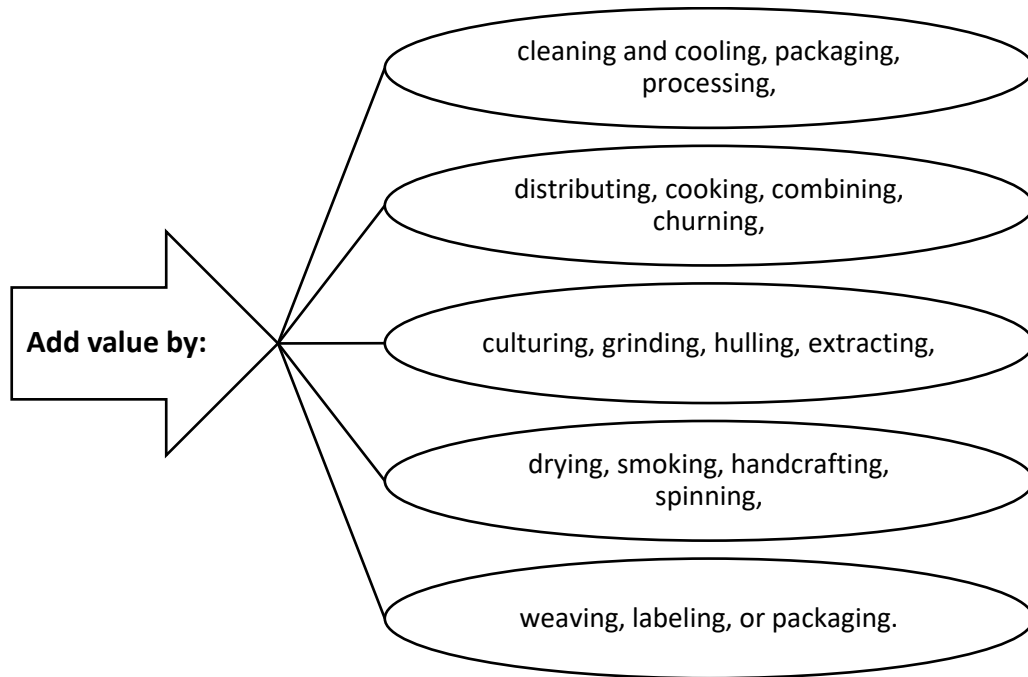 Add value by:
cleaning and cooling, packaging,
processing,
distributing, cooking, combining,
churning,
culturing, grinding, hulling, extracting,
drying, smoking, handcrafting,
spinning,
weaving, labeling, or packaging.